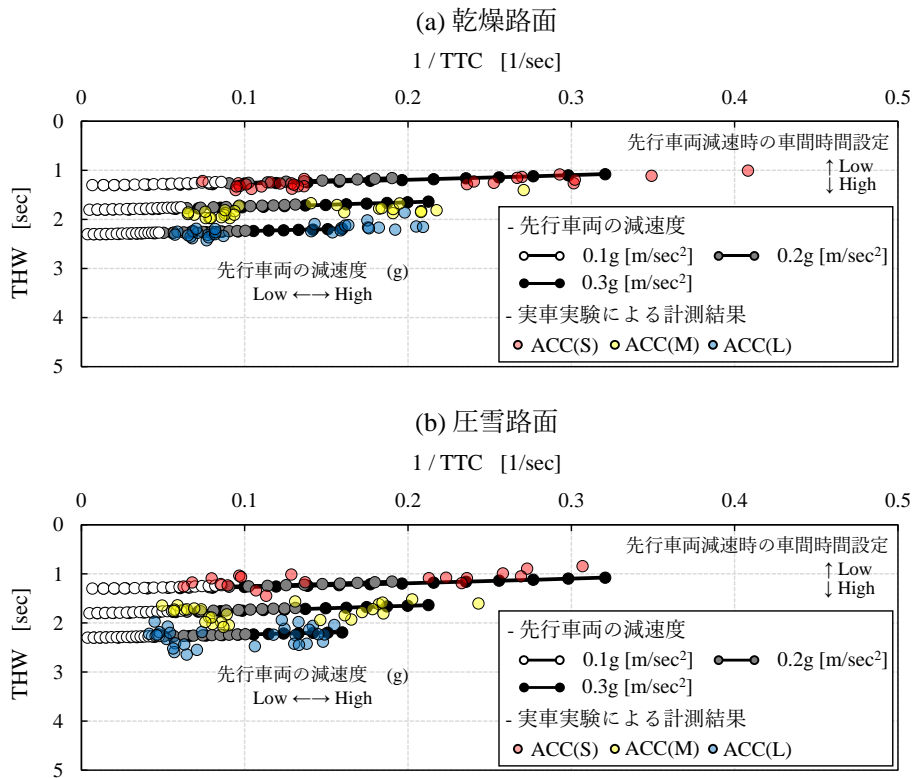 (a) 乾燥路面
1 / TTC [1/sec]
0 0.1 0.2 0.3 0.4 0.5
0
1
2
3
4
5
THW [sec]
先行車両減速時の車間時間設定
↑ Low
↓ High
先行車両の減速度 (g)
Low ←→ High
- 先行車両の減速度
0.1g [m/sec²] 0.2g [m/sec²]
0.3g [m/sec²]
- 実車実験による計測結果
ACC(S) ACC(M) ACC(L)
(b) 圧雪路面
1 / TTC [1/sec]
0 0.1 0.2 0.3 0.4 0.5
0
1
2
3
4
5
THW [sec]
先行車両減速時の車間時間設定
↑ Low
↓ High
先行車両の減速度 (g)
Low ←→ High
- 先行車両の減速度
0.1g [m/sec²] 0.2g [m/sec²]
0.3g [m/sec²]
- 実車実験による計測結果
ACC(S) ACC(M) ACC(L)